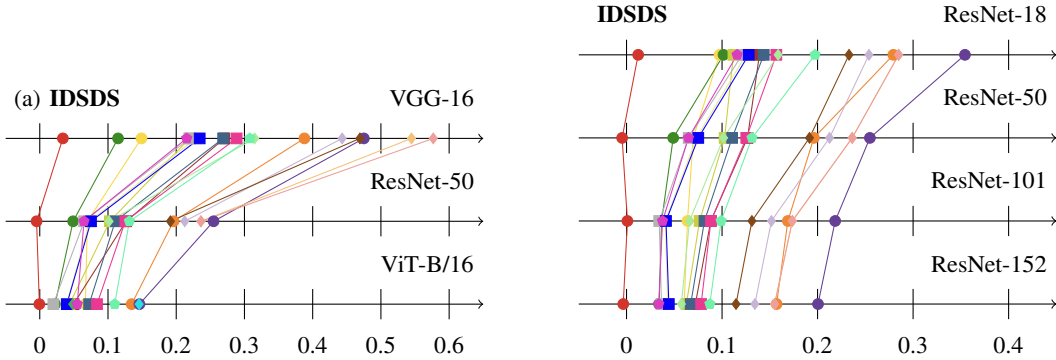 (a) IDSDS
VGG-16
ResNet-50
ViT-B/16
0 0.1 0.2 0.3 0.4 0.5 0.6
IDSDS
ResNet-18
ResNet-50
ResNet-101
ResNet-152
0 0.1 0.2 0.3 0.4